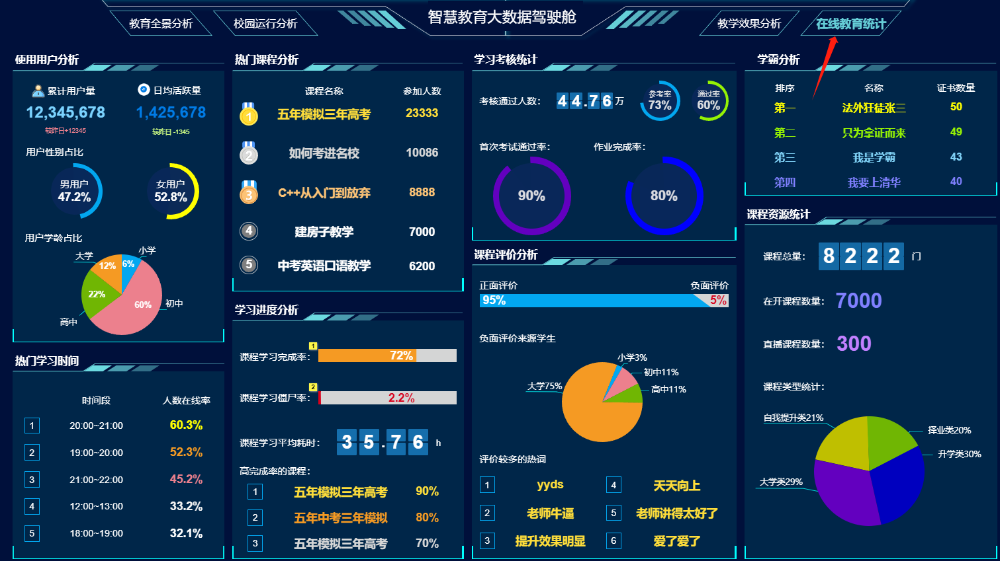 教育全景分析
校园运行分析
智慧教育大数据驾驶舱
教学效果分析
在线教育统计
使用用户分析
累计用户量
日均活跃量
12,345,678
1,425,678
较昨日+12345
较昨日 -1345
用户性别占比
男用户
47.2%
女用户
52.8%
用户学龄占比
大学
小学
12%
6%
22%
60%
初中
高中
热门学习时间
时间段 人数在线率
1 20:00~21:00 60.3%
2 19:00~20:00 52.3%
3 21:00~22:00 45.2%
4 12:00~13:00 33.2%
5 18:00~19:00 32.1%
热门课程分析
课程名称 参加人数
1 五年模拟三年高考 23333
2 如何考进名校 10086
3 C++从入门到放弃 8888
4 建房子教学 7000
5 中考英语口语教学 6200
学习进度分析
1
课程学习完成率： 72%
2
课程学习僵尸率： 2.2%
课程学习平均耗时： 35.76 h
高完成率的课程：
1 五年模拟三年高考 90%
2 五年中考三年模拟 80%
3 五年模拟三年高考 70%
学习考核统计
考核通过人数： 44.76 万
参考率
73%
通过率
60%
首次考试通过率：
作业完成率：
90%
80%
课程评价分析
正面评价 负面评价
95% 5%
负面评价来源学生
小学3%
初中11%
大学75%
高中11%
评价较多的热词
1 yyds 4 天天向上
2 老师牛逼 5 老师讲得太好了
3 提升效果明显 6 爱了爱了
学霸分析
排序 名称 证书数量
第一 法外狂徒张三 50
第二 只为拿证而来 49
第三 我是学霸 43
第四 我要上清华 40
课程资源统计
课程总量： 8222 门
在开课程数量： 7000
直播课程数量： 300
课程类型统计：
自我提升类21%
择业类20%
升学类30%
大学类29%